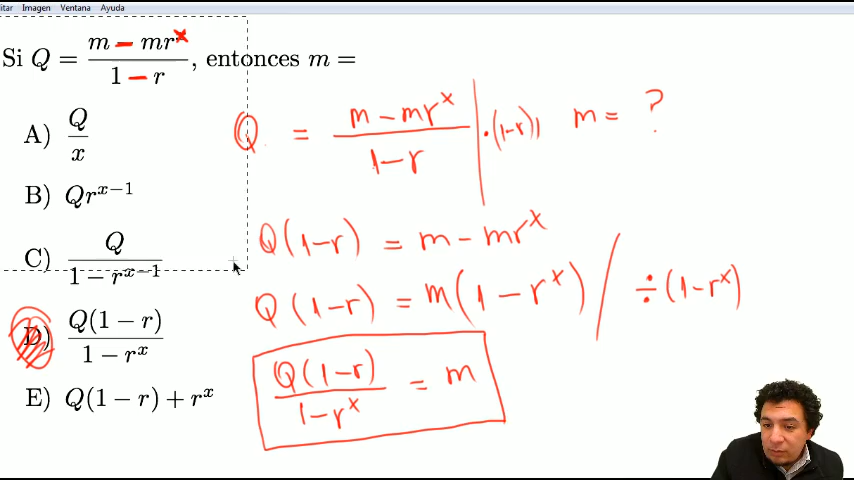 itar Imagen Ventana Ayuda
Si Q = (m - mr^x)/(1 - r), entonces m =
A) Q/x
B) Qr^(x-1)
C) Q/(1 - r^(x-1))
D) Q(1 - r)/(1 - r^x)
E) Q(1 - r) + r^x
Q = (m - mr^x)/(1 - r) | ·(1-r)) m = ?
Q(1-r) = m - mr^x
Q(1-r) = m(1 - r^x) / ÷(1-r^x)
Q(1-r)/(1-r^x) = m